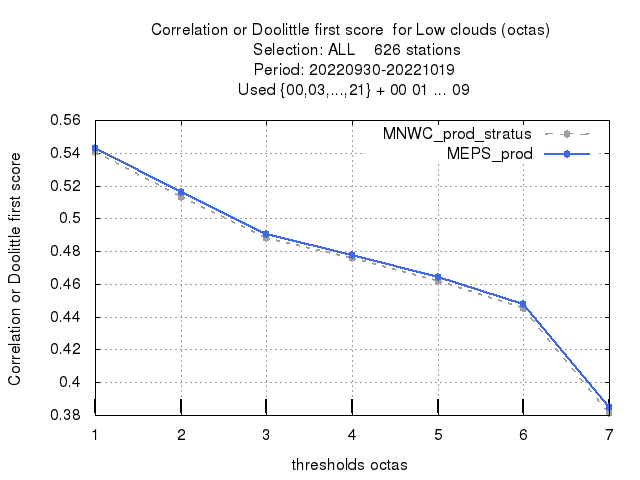 Correlation or Doolittle first score  for Low clouds (octas)
Selection: ALL    626 stations
Period: 20220930-20221019
Used {00,03,...,21} + 00 01 ... 09
MNWC_prod_stratus
MEPS_prod
Correlation or Doolittle first score
0.56
0.54
0.52
0.5
0.48
0.46
0.44
0.42
0.4
0.38
1 2 3 4 5 6 7
thresholds octas